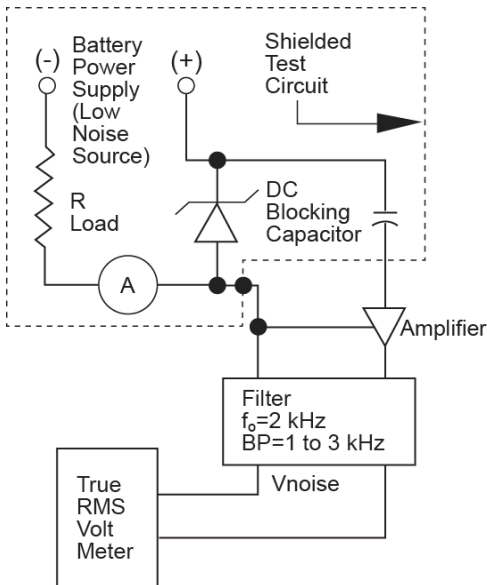 (-)
Battery
Power
Supply
(Low
Noise
Source)
(+)
Shielded
Test
Circuit
R
Load
DC
Blocking
Capacitor
A
Amplifier
Filter
fₒ=2 kHz
BP=1 to 3 kHz
Vnoise
True
RMS
Volt
Meter